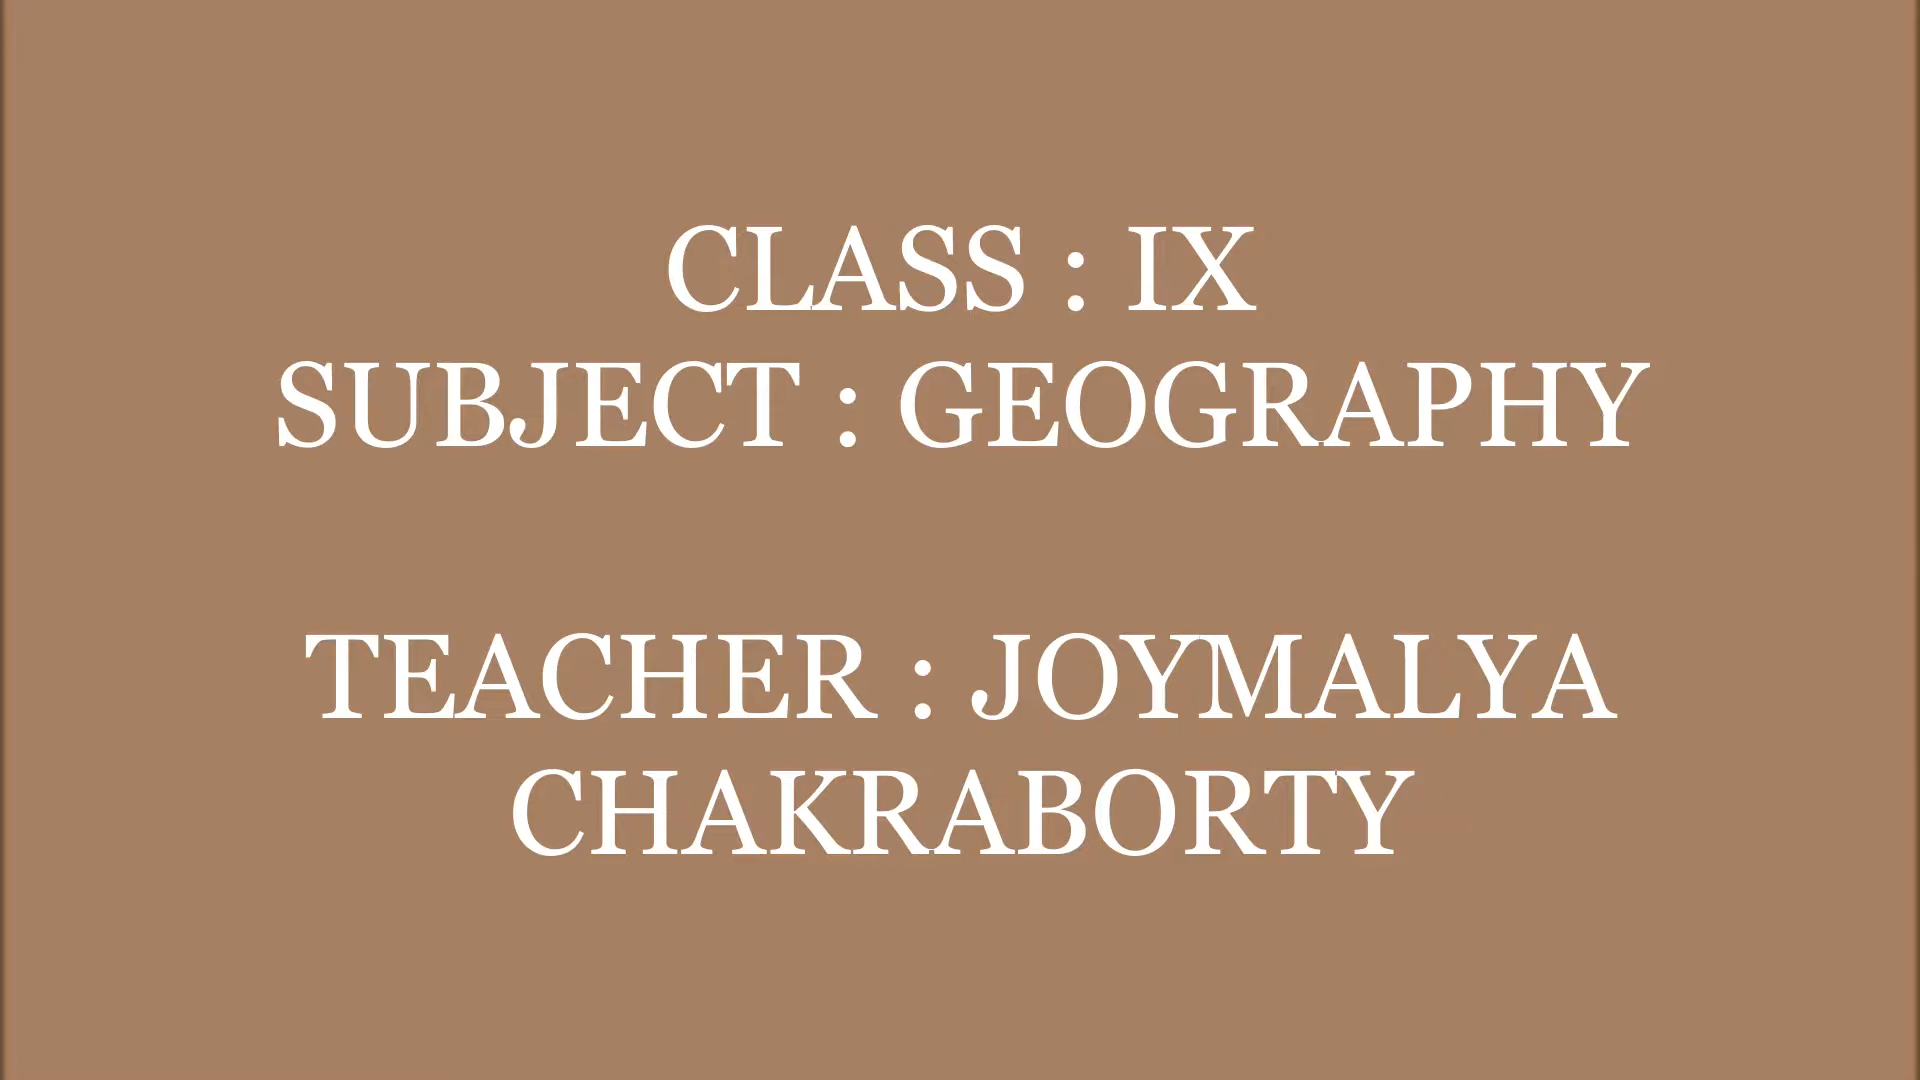 CLASS : IX
SUBJECT : GEOGRAPHY
TEACHER : JOYMALYA
CHAKRABORTY